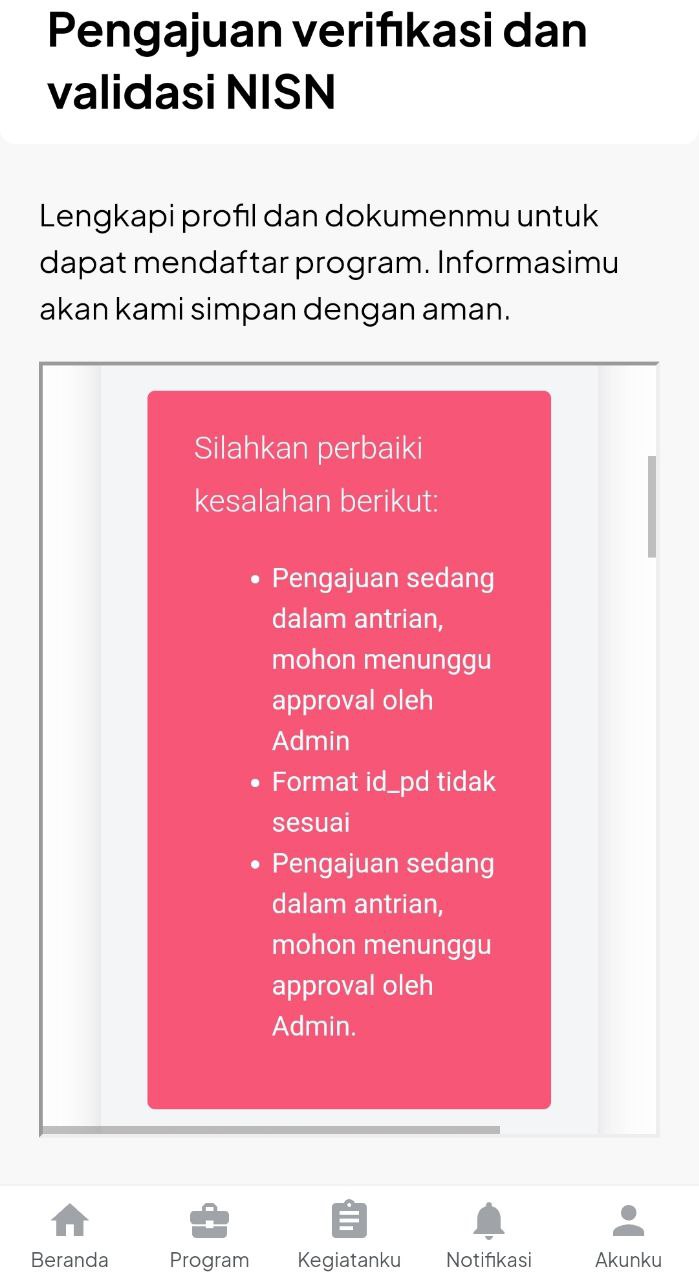 Pengajuan verifikasi dan
validasi NISN
Lengkapi profil dan dokumenmu untuk
dapat mendaftar program. Informasimu
akan kami simpan dengan aman.
Silahkan perbaiki
kesalahan berikut:
• Pengajuan sedang
dalam antrian,
mohon menunggu
approval oleh
Admin
• Format id_pd tidak
sesuai
• Pengajuan sedang
dalam antrian,
mohon menunggu
approval oleh
Admin.
Beranda Program Kegiatanku Notifikasi Akunku